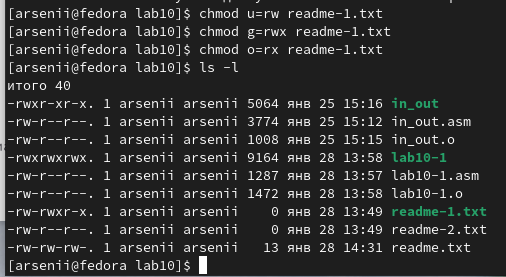 [arsenii@fedora lab10]$ chmod u=rw readme-1.txt
[arsenii@fedora lab10]$ chmod g=rwx readme-1.txt
[arsenii@fedora lab10]$ chmod o=rx readme-1.txt
[arsenii@fedora lab10]$ ls -l
итого 40
-rwxr-xr-x. 1 arsenii arsenii 5064 янв 25 15:16 in_out
-rw-r--r--. 1 arsenii arsenii 3774 янв 25 15:12 in_out.asm
-rw-r--r--. 1 arsenii arsenii 1008 янв 25 15:15 in_out.o
-rwxrwxrwx. 1 arsenii arsenii 9164 янв 28 13:58 lab10-1
-rw-r--r--. 1 arsenii arsenii 1287 янв 28 13:57 lab10-1.asm
-rw-r--r--. 1 arsenii arsenii 1472 янв 28 13:58 lab10-1.o
-rw-rwxr-x. 1 arsenii arsenii 0 янв 28 13:49 readme-1.txt
-rw-r--r--. 1 arsenii arsenii 0 янв 28 13:49 readme-2.txt
-rw-rw-rw-. 1 arsenii arsenii 13 янв 28 14:31 readme.txt
[arsenii@fedora lab10]$